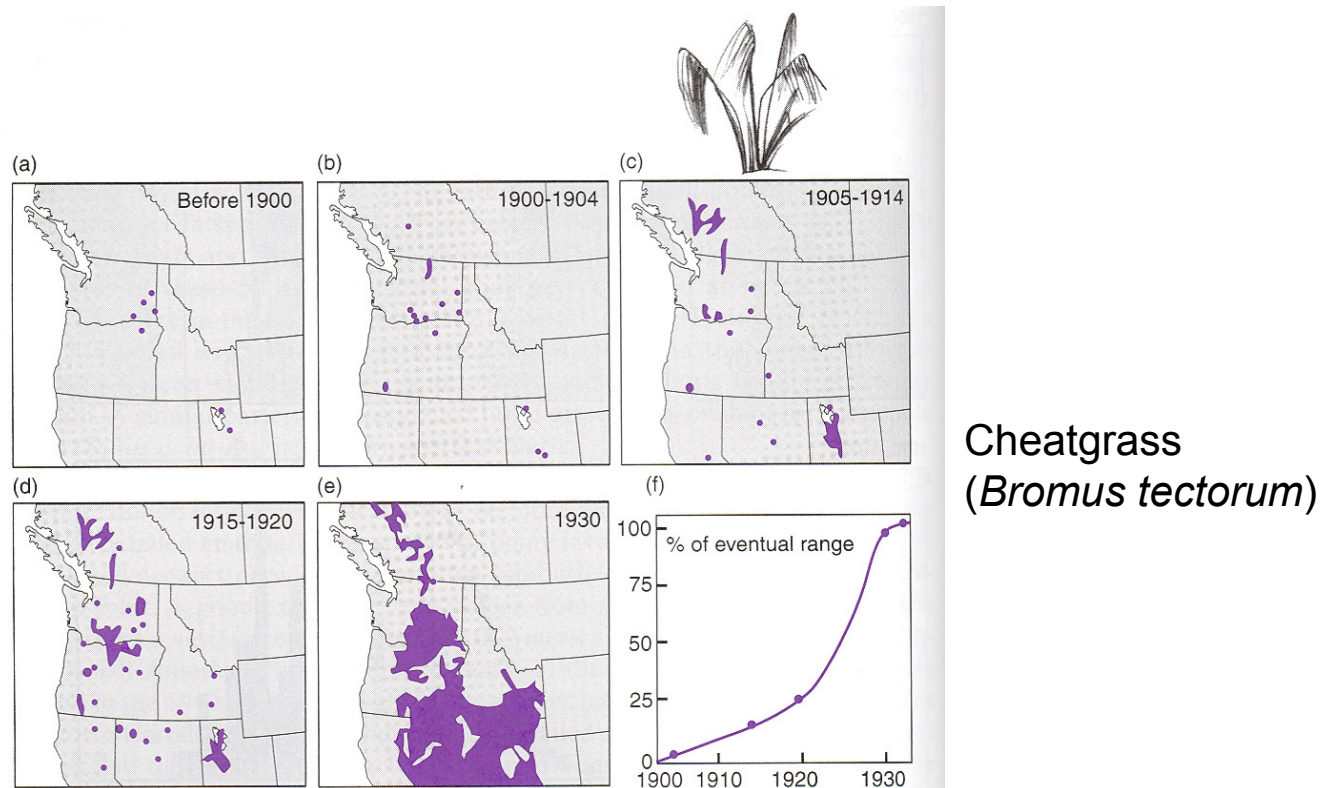 (a)
Before 1900
(b)
1900-1904
(c)
1905-1914
(d)
1915-1920
(e)
1930
(f)
100
75
50
25
0
% of eventual range
1900 1910 1920 1930
Cheatgrass
(Bromus tectorum)